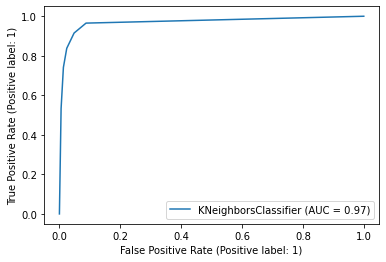 True Positive Rate (Positive label: 1)
1.0
0.8
0.6
0.4
0.2
0.0
KNeighborsClassifier (AUC = 0.97)
0.0 0.2 0.4 0.6 0.8 1.0
False Positive Rate (Positive label: 1)